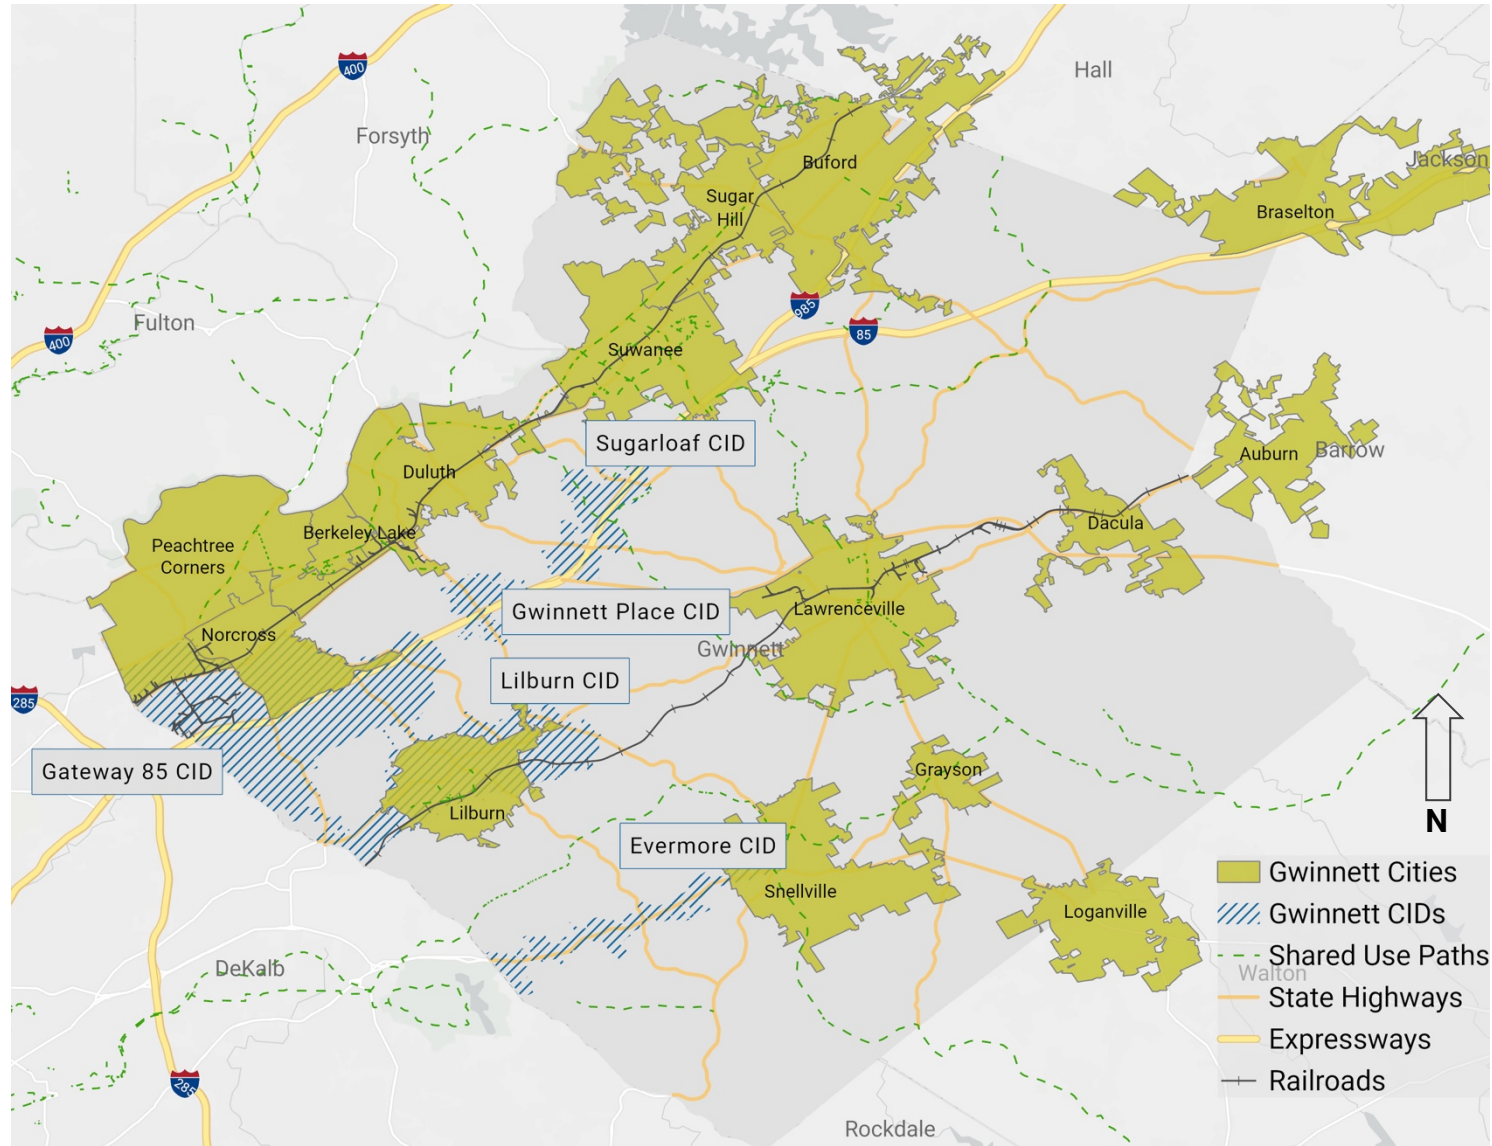 Hall
400
Forsyth
Jackson
Buford
Sugar
Hill
Braselton
985
Fulton
85
400
Suwanee
Sugarloaf CID
Auburn
Barrow
Duluth
Dacula
Berkeley Lake
Peachtree
Corners
Gwinnett Place CID
Lawrenceville
Norcross
Gwinnett
Lilburn CID
285
Gateway 85 CID
Grayson
Lilburn
N
Evermore CID
Snellville
Loganville
DeKalb
Walton
Gwinnett Cities
Gwinnett CIDs
Shared Use Paths
State Highways
Expressways
Railroads
285
Rockdale